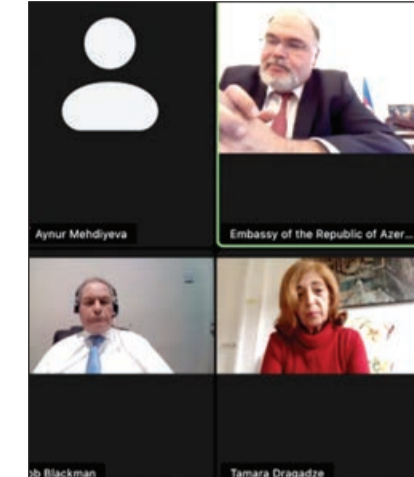 Aynur Mehdiyeva
Embassy of the Republic of Azer...
ob Blackman
Tamara Dragadze